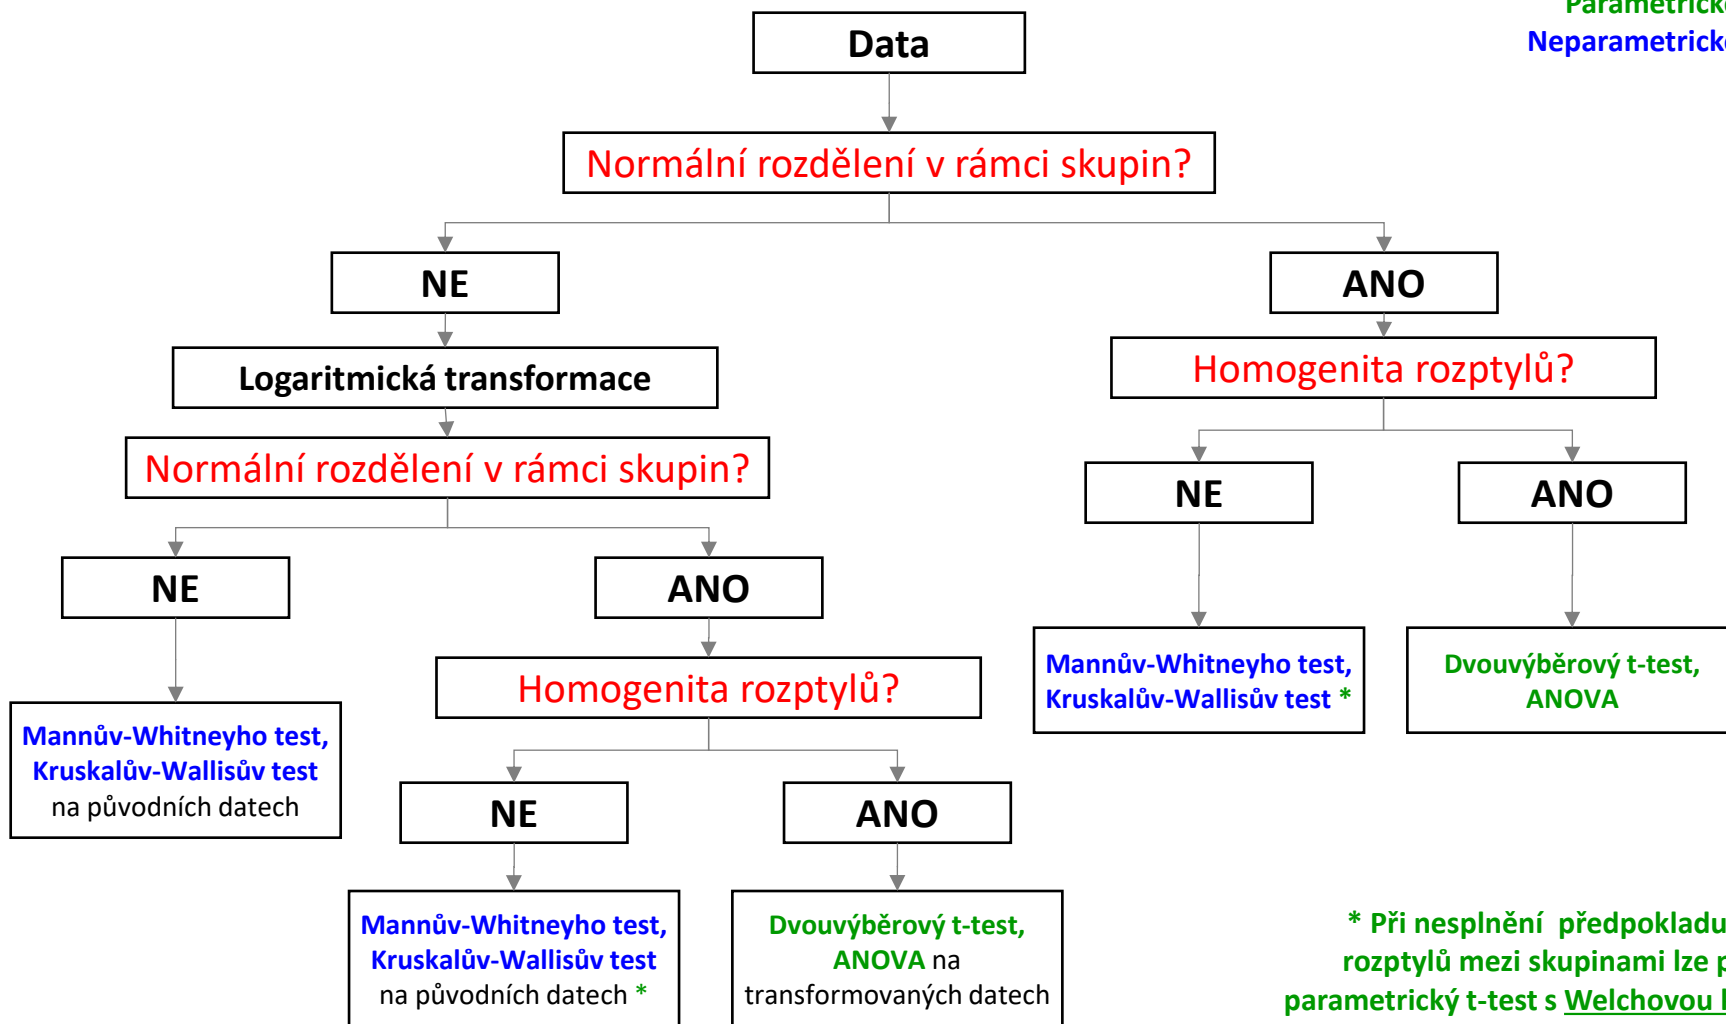 Parametrické
Neparametrické
Data
Normální rozdělení v rámci skupin?
NE
ANO
Logaritmická transformace
Homogenita rozptylů?
Normální rozdělení v rámci skupin?
NE
ANO
NE
ANO
Mannův-Whitneyho test,
Kruskalův-Wallisův test *
Dvouvýběrový t-test,
ANOVA
Homogenita rozptylů?
Mannův-Whitneyho test,
Kruskalův-Wallisův test
na původních datech
NE
ANO
Mannův-Whitneyho test,
Kruskalův-Wallisův test
na původních datech *
Dvouvýběrový t-test,
ANOVA na
transformovaných datech
* Při nesplnění předpokladu
rozptylů mezi skupinami lze
parametrický t-test s Welchovou